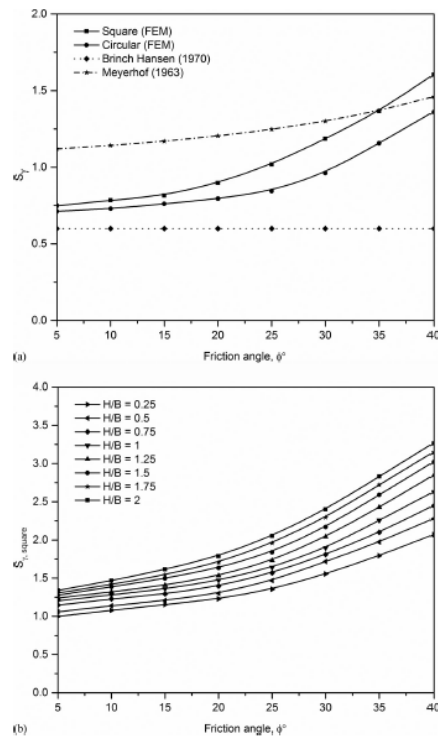 (a)
2.0
1.5
1.0
0.5
0.0
Sγ
Square (FEM)
Circular (FEM)
Brinch Hansen (1970)
Meyerhof (1963)
5 10 15 20 25 30 35 40
Friction angle, ϕ°
(b)
4.0
3.5
3.0
2.5
2.0
1.5
1.0
0.5
0.0
Sγ, square
H/B = 0.25
H/B = 0.5
H/B = 0.75
H/B = 1
H/B = 1.25
H/B = 1.5
H/B = 1.75
H/B = 2
5 10 15 20 25 30 35 40
Friction angle, ϕ°